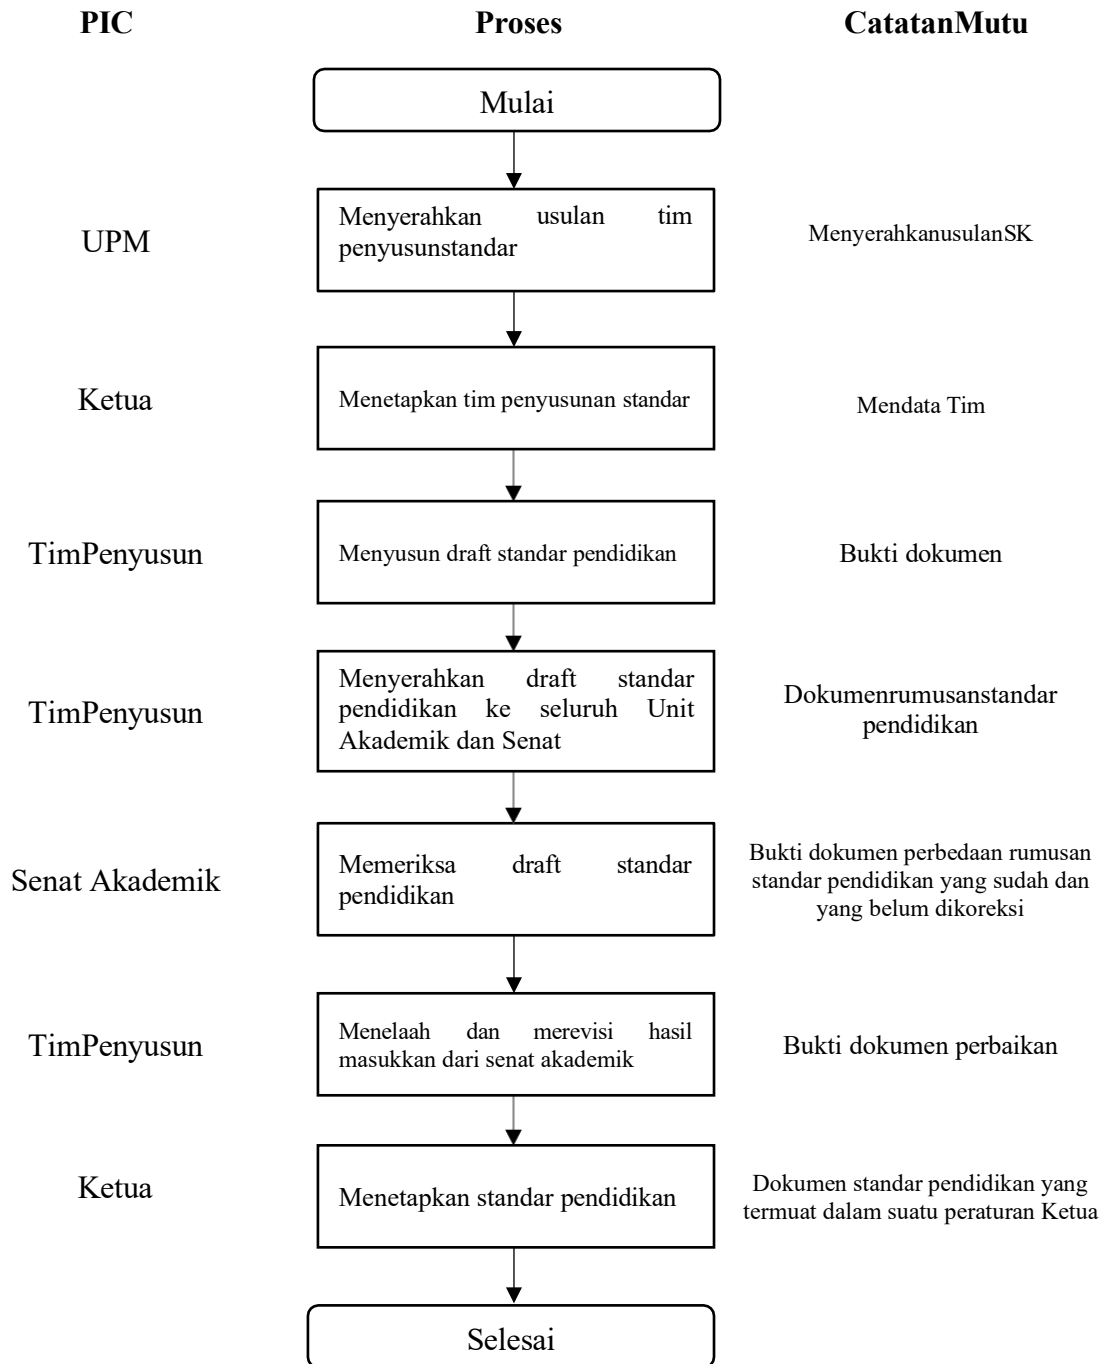 PIC Proses CatatanMutu
Mulai
UPM
Menyerahkan usulan tim
penyusunstandar
MenyerahkanusulanSK
Ketua
Menetapkan tim penyusunan standar
Mendata Tim
TimPenyusun
Menyusun draft standar pendidikan
Bukti dokumen
TimPenyusun
Menyerahkan draft standar
pendidikan ke seluruh Unit
Akademik dan Senat
Dokumenrumusanstandar
pendidikan
Senat Akademik
Memeriksa draft standar
pendidikan
Bukti dokumen perbedaan rumusan
standar pendidikan yang sudah dan
yang belum dikoreksi
TimPenyusun
Menelaah dan merevisi hasil
masukkan dari senat akademik
Bukti dokumen perbaikan
Ketua
Menetapkan standar pendidikan
Dokumen standar pendidikan yang
termuat dalam suatu peraturan Ketua
Selesai